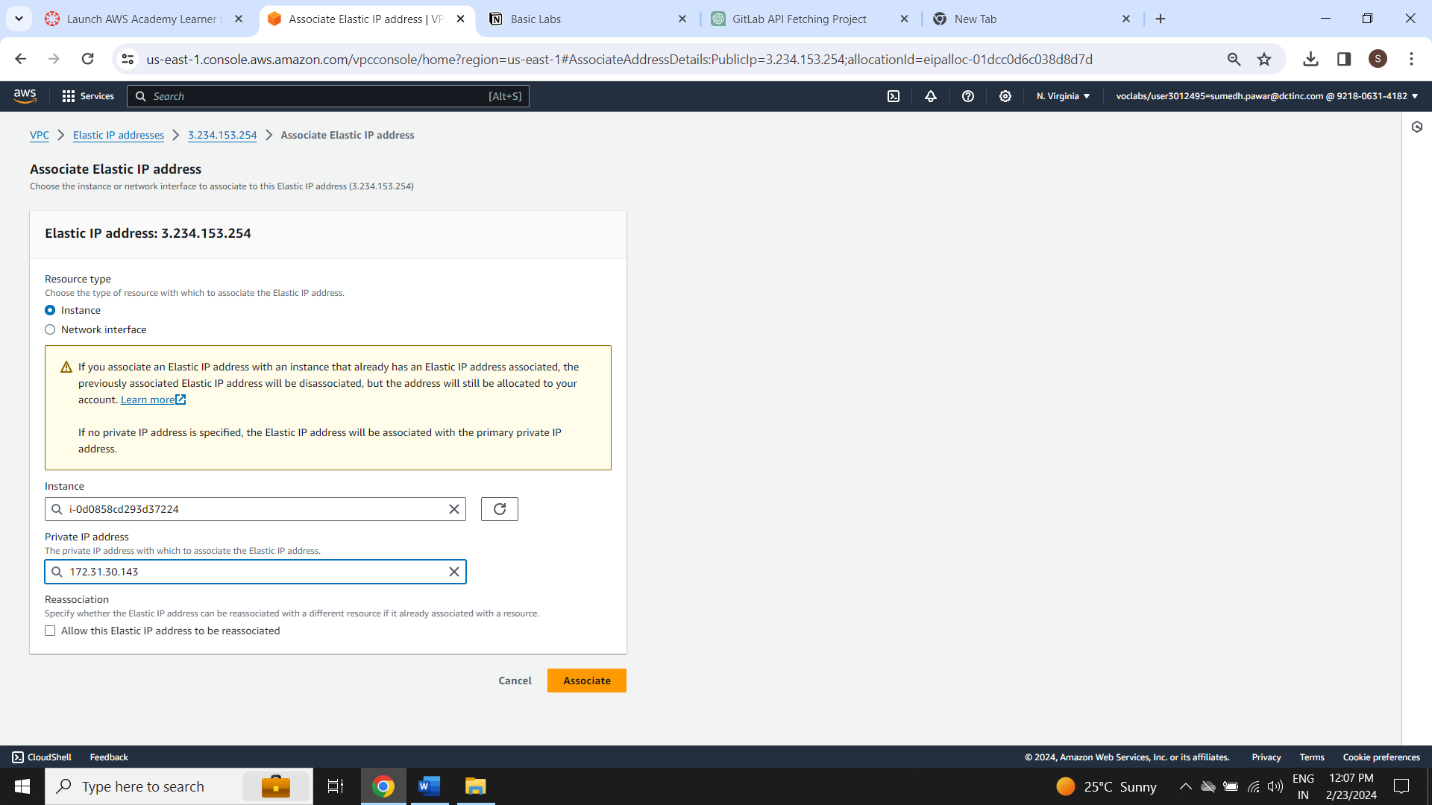 Launch AWS Academy Learner
Associate Elastic IP address | VP
Basic Labs
GitLab API Fetching Project
New Tab
us-east-1.console.aws.amazon.com/vpcconsole/home?region=us-east-1#AssociateAddressDetails:PublicIp=3.234.153.254;allocationId=eipalloc-01dcc0d6c038d8d7d
S
aws
Services
Search
[Alt+S]
N. Virginia
voclabs/user3012495=sumedh.pawar@dctinc.com @ 9218-0631-4182
VPC
Elastic IP addresses
3.234.153.254
Associate Elastic IP address
Associate Elastic IP address
Choose the instance or network interface to associate to this Elastic IP address (3.234.153.254)
Elastic IP address: 3.234.153.254
Resource type
Choose the type of resource with which to associate the Elastic IP address.
Instance
Network interface
If you associate an Elastic IP address with an instance that already has an Elastic IP address associated, the
previously associated Elastic IP address will be disassociated, but the address will still be allocated to your
account. Learn more
If no private IP address is specified, the Elastic IP address will be associated with the primary private IP
address.
Instance
i-0d0858cd293d37224
Private IP address
The private IP address with which to associate the Elastic IP address.
172.31.30.143
Reassociation
Specify whether the Elastic IP address can be reassociated with a different resource if it already associated with a resource.
Allow this Elastic IP address to be reassociated
Cancel
Associate
CloudShell
Feedback
© 2024, Amazon Web Services, Inc. or its affiliates.
Privacy
Terms
Cookie preferences
Type here to search
25°C Sunny
ENG
IN
12:07 PM
2/23/2024